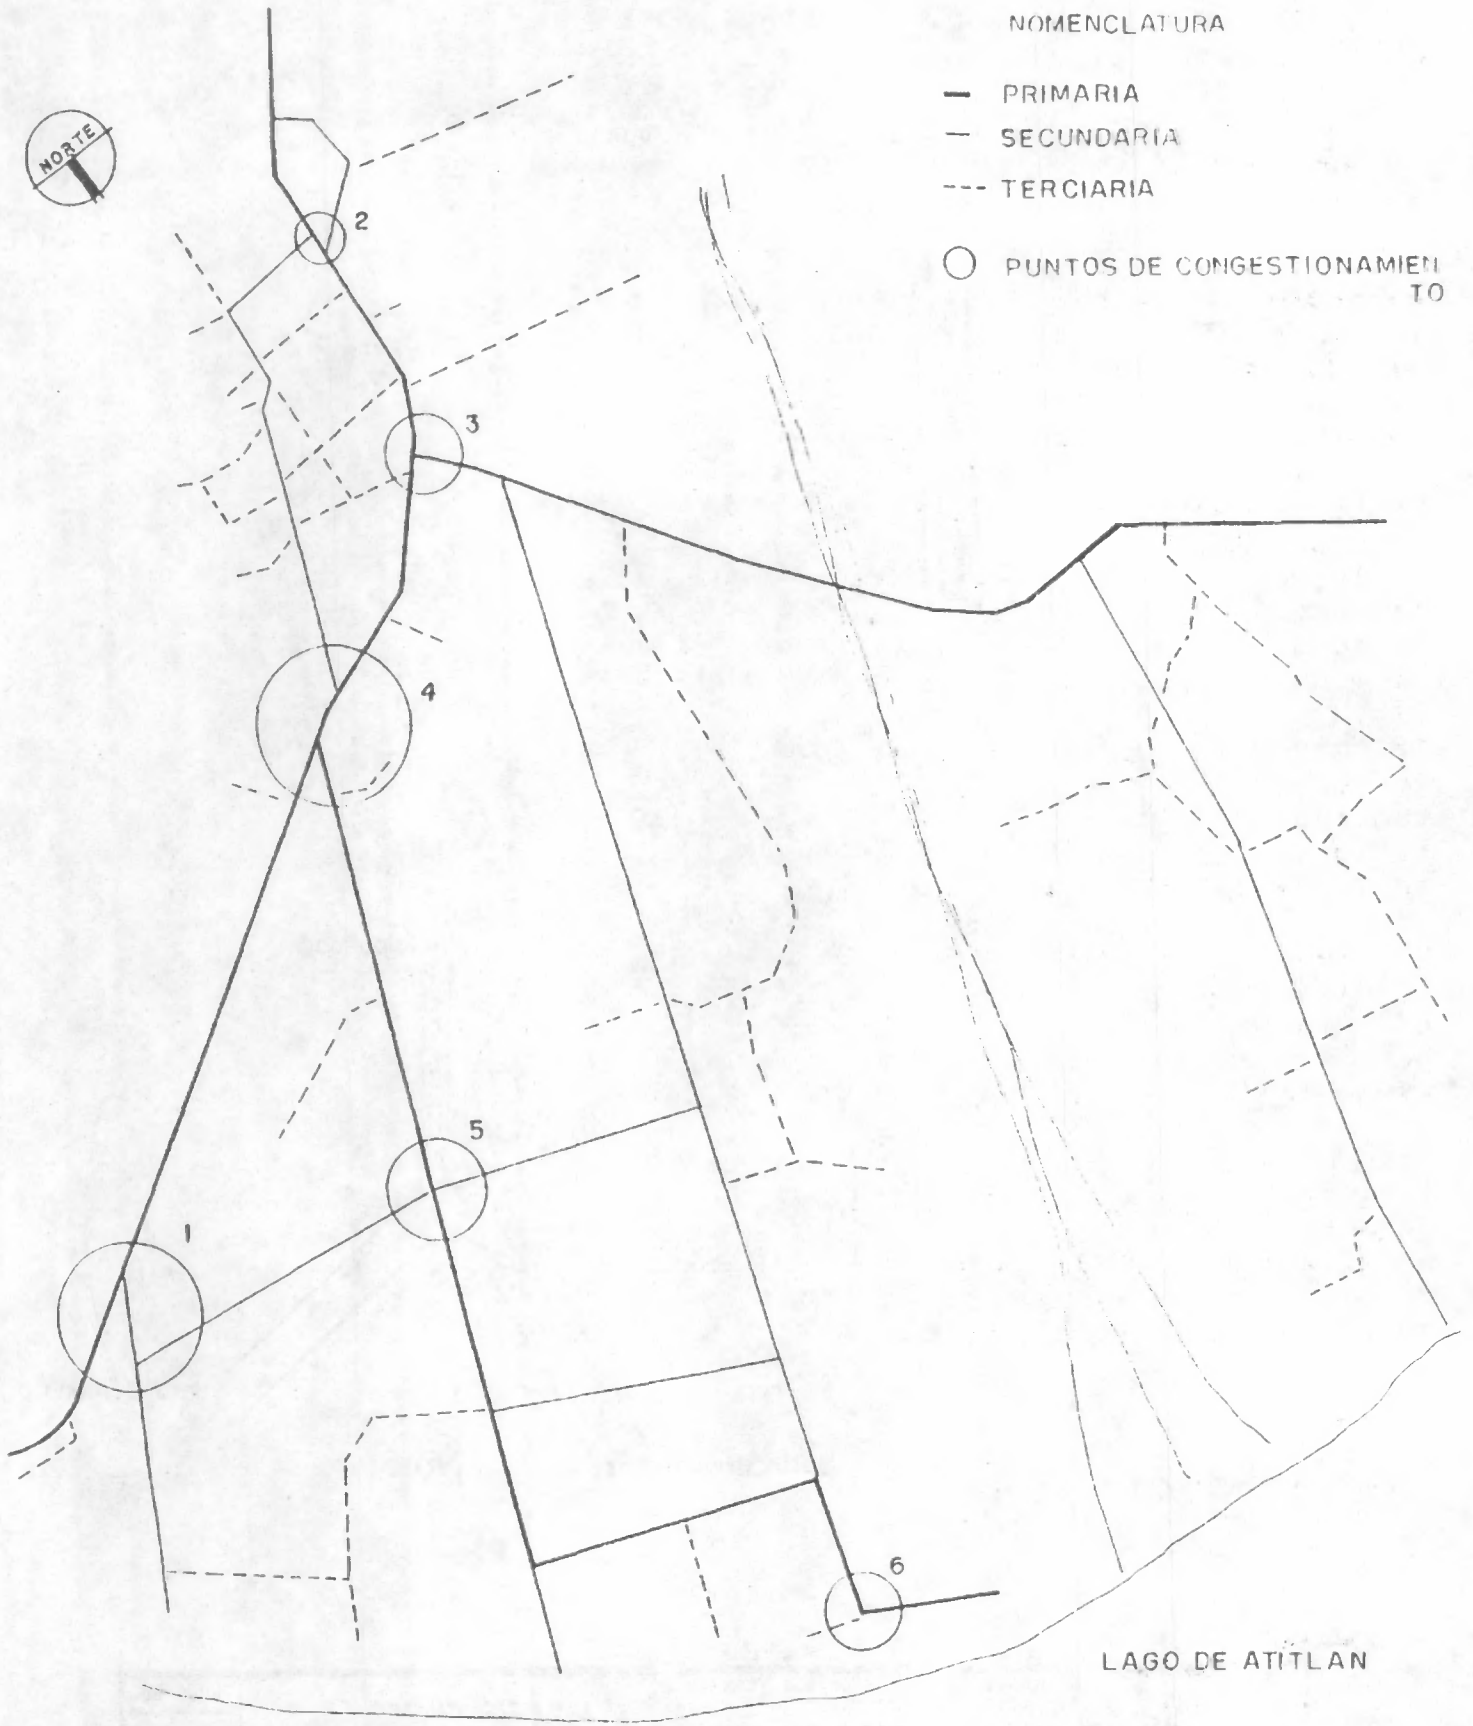 NOMENCLATURA
PRIMARIA
SECUNDARIA
TERCIARIA
PUNTOS DE CONGESTIONAMIEN
TO
NORTE
2
3
4
5
1
6
LAGO DE ATITLAN